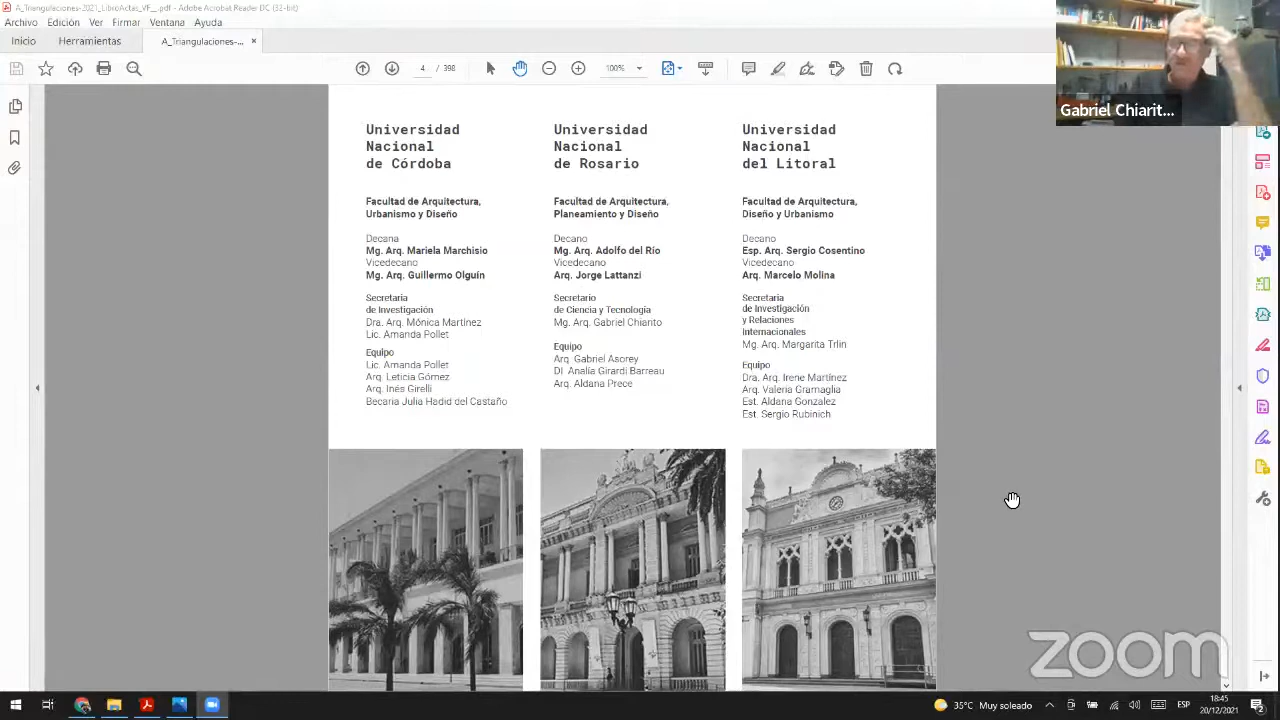 A_Triangulaciones-2021_LibroActas_VF__.pdf - Adobe Acrobat Reader DC (32-bit)
Archivo Edición Ver Firmar Ventana Ayuda
Inicio Herramientas A_Triangulaciones-... ×
4 / 398 100%
Gabriel Chiarit...
Universidad
Nacional
de Córdoba
Facultad de Arquitectura,
Urbanismo y Diseño
Decana
Mg. Arq. Mariela Marchisio
Vicedecano
Mg. Arq. Guillermo Olguín
Secretaria
de Investigación
Dra. Arq. Mónica Martínez
Lic. Amanda Pollet
Equipo
Lic. Amanda Pollet
Arq. Leticia Gómez
Arq. Inés Girelli
Becaria Julia Hadid del Castaño
Universidad
Nacional
de Rosario
Facultad de Arquitectura,
Planeamiento y Diseño
Decano
Mg. Arq. Adolfo del Río
Vicedecano
Arq. Jorge Lattanzi
Secretario
de Ciencia y Tecnología
Mg. Arq. Gabriel Chiarito
Equipo
Arq. Gabriel Asorey
DI Analía Girardi Barreau
Arq. Aldana Prece
Universidad
Nacional
del Litoral
Facultad de Arquitectura,
Diseño y Urbanismo
Decano
Esp. Arq. Sergio Cosentino
Vicedecano
Arq. Marcelo Molina
Secretaria
de Investigación
y Relaciones
Internacionales
Mg. Arq. Margarita Trlin
Equipo
Dra. Arq. Irene Martínez
Arq. Valeria Gramaglia
Est. Aldana Gonzalez
Est. Sergio Rubinich
zoom
35°C Muy soleado ESP 18:45
20/12/2021